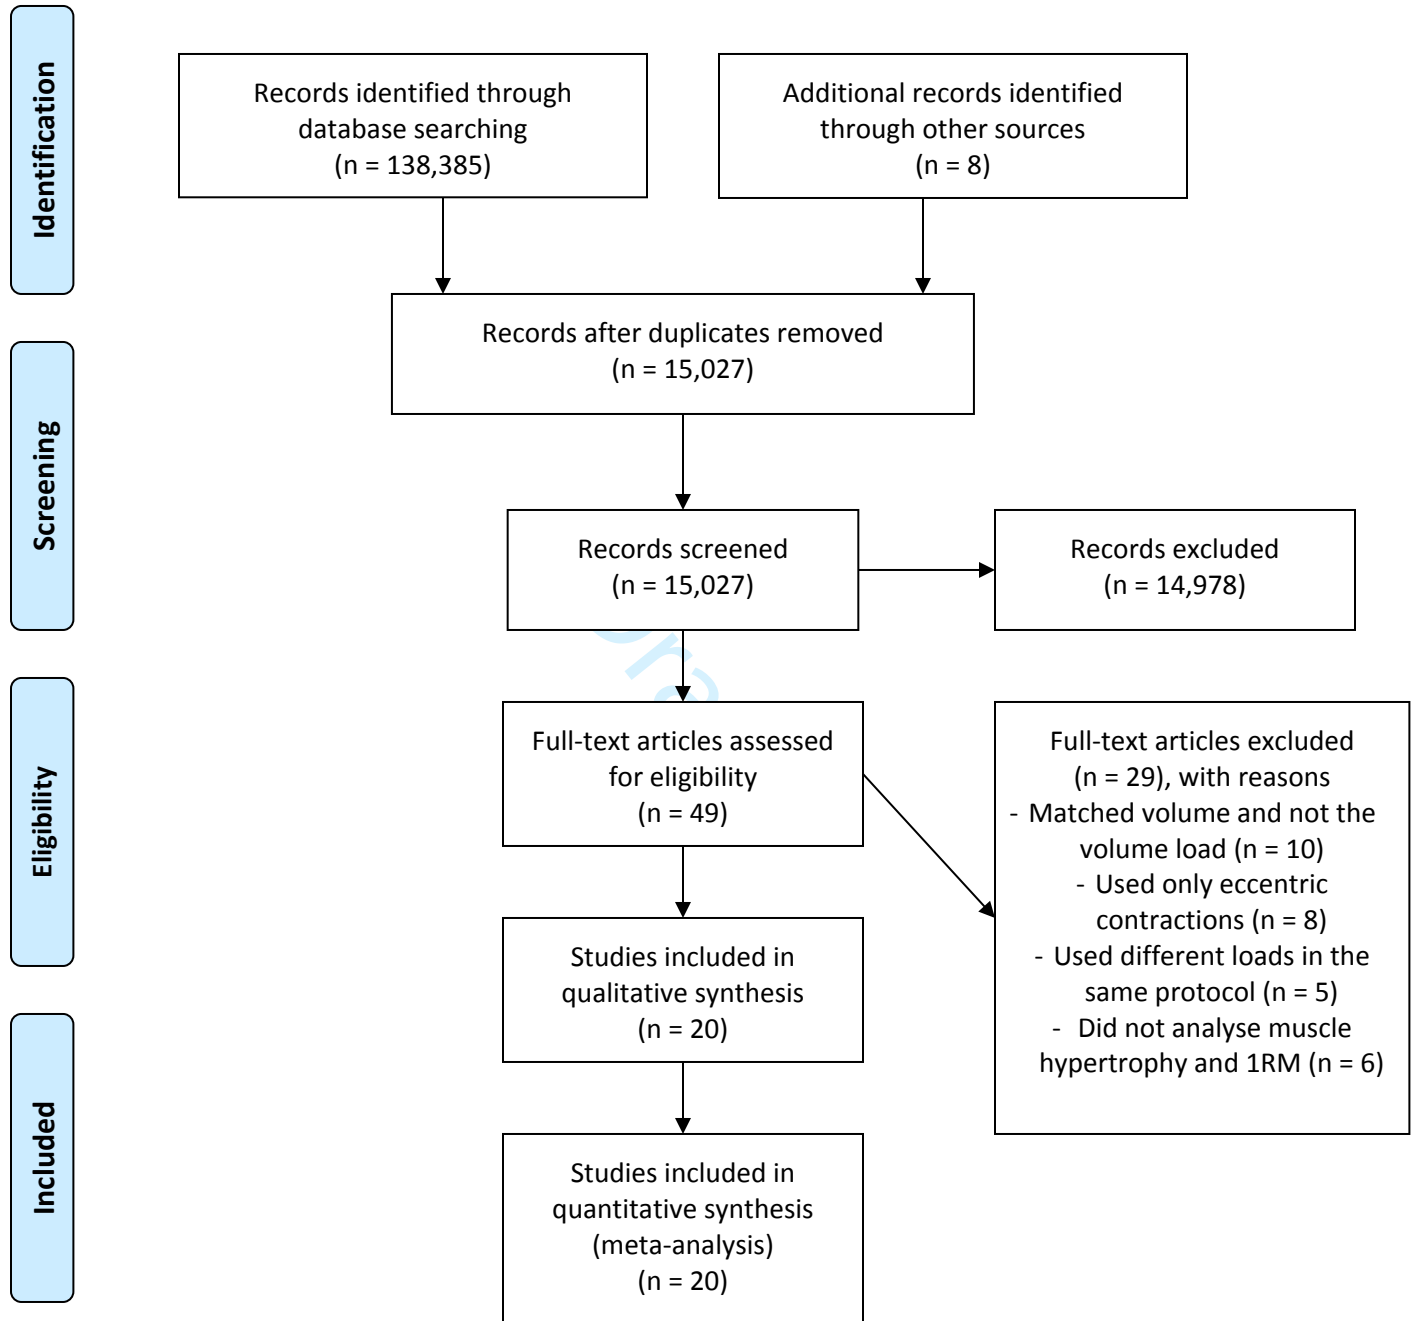 Identification
Records identified through
database searching
(n = 138,385)
Additional records identified
through other sources
(n = 8)
Records after duplicates removed
(n = 15,027)
Screening
Records screened
(n = 15,027)
Records excluded
(n = 14,978)
Eligibility
Full-text articles assessed
for eligibility
(n = 49)
Full-text articles excluded
(n = 29), with reasons
- Matched volume and not the
volume load (n = 10)
- Used only eccentric
contractions (n = 8)
- Used different loads in the
same protocol (n = 5)
- Did not analyse muscle
hypertrophy and 1RM (n = 6)
Studies included in
qualitative synthesis
(n = 20)
Included
Studies included in
quantitative synthesis
(meta-analysis)
(n = 20)